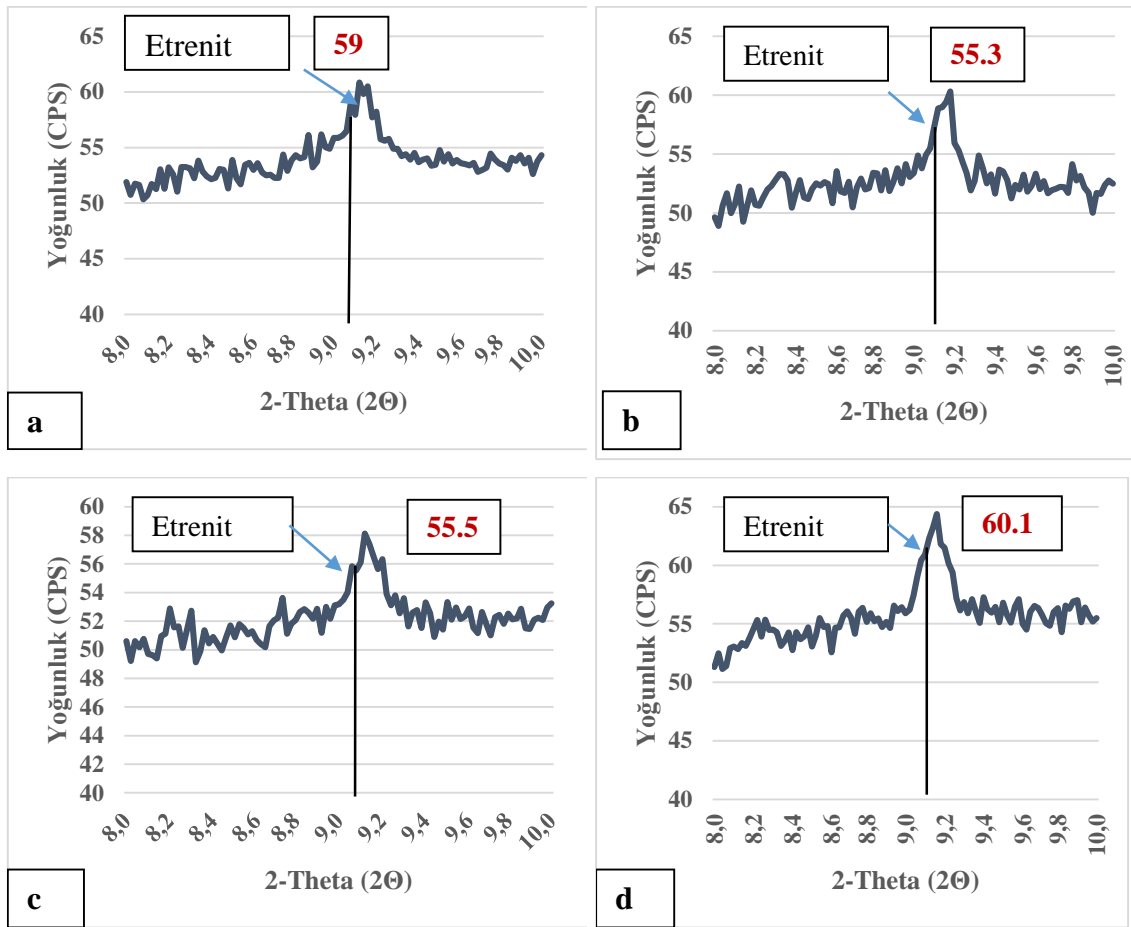 Etrenit
59
65
60
55
50
45
40
Yoğunluk (CPS)
8,0 8,2 8,4 8,6 8,8 9,0 9,2 9,4 9,6 9,8 10,0
2-Theta (2Θ)
a
Etrenit
55.3
65
60
55
50
45
40
Yoğunluk (CPS)
8,0 8,2 8,4 8,6 8,8 9,0 9,2 9,4 9,6 9,8 10,0
2-Theta (2Θ)
b
Etrenit
55.5
60
58
56
54
52
50
48
46
44
42
40
Yoğunluk (CPS)
8,0 8,2 8,4 8,6 8,8 9,0 9,2 9,4 9,6 9,8 10,0
2-Theta (2Θ)
c
Etrenit
60.1
65
60
55
50
45
40
Yoğunluk (CPS)
8,0 8,2 8,4 8,6 8,8 9,0 9,2 9,4 9,6 9,8 10,0
2-Theta (2Θ)
d